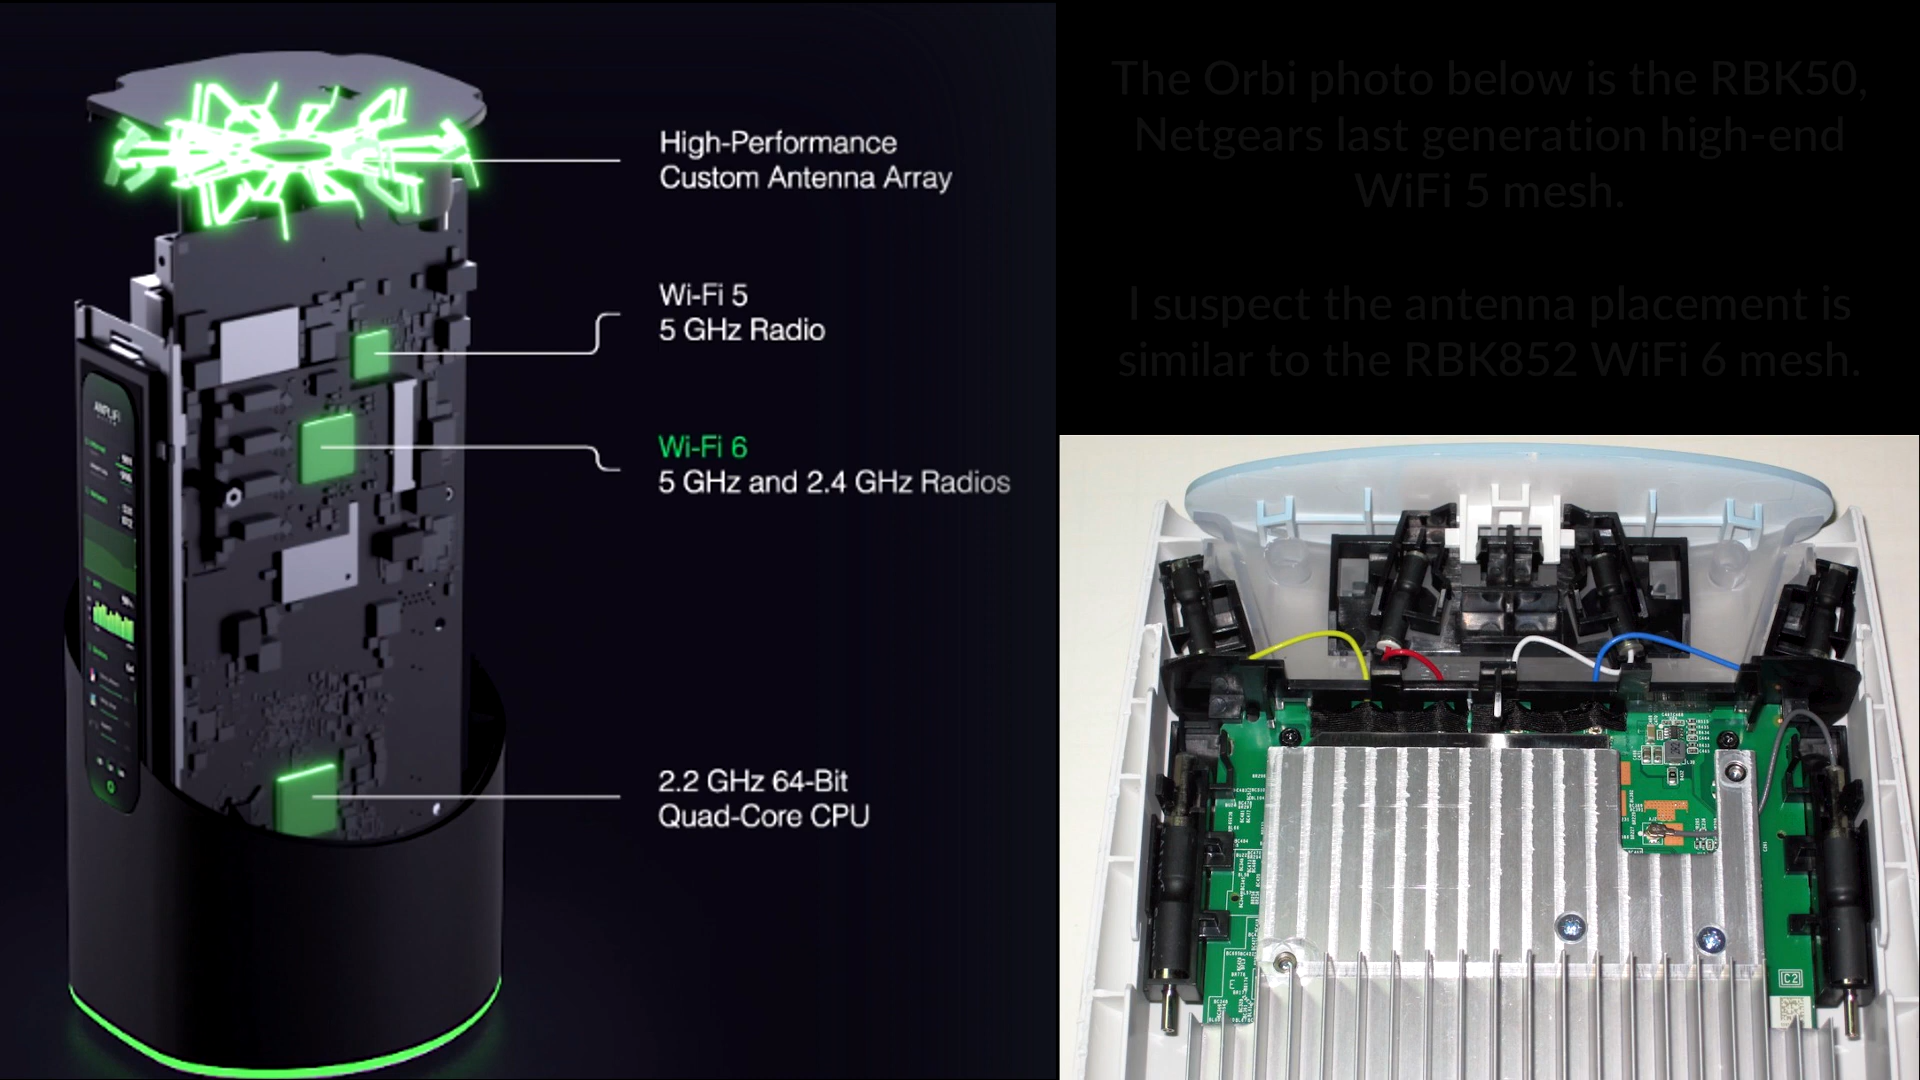 High-Performance
Custom Antenna Array
Wi-Fi 5
5 GHz Radio
Wi-Fi 6
5 GHz and 2.4 GHz Radios
2.2 GHz 64-Bit
Quad-Core CPU
AMPLIFI
The Orbi photo below is the RBK50,
Netgears last generation high-end
WiFi 5 mesh.
I suspect the antenna placement is
similar to the RBK852 WiFi 6 mesh.
C2